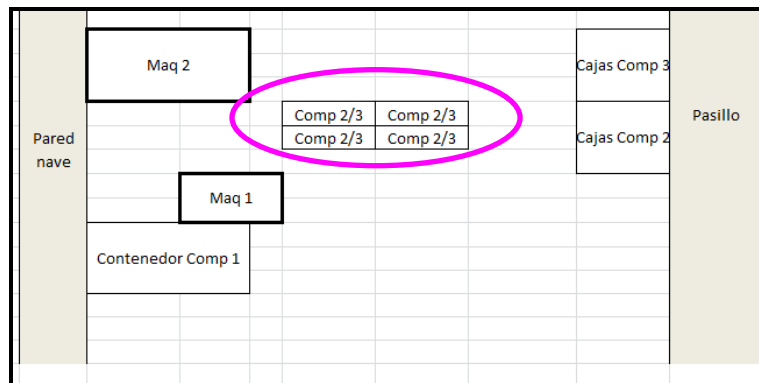 Maq 2
Cajas Comp 3
Comp 2/3 Comp 2/3
Pasillo
Comp 2/3 Comp 2/3
Pared
nave
Cajas Comp 2
Maq 1
Contenedor Comp 1